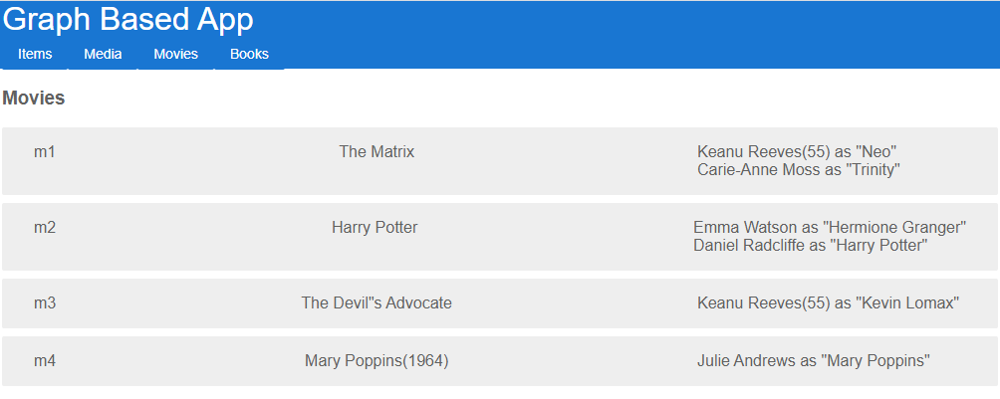 Graph Based App
Items Media Movies Books
Movies
m1 The Matrix Keanu Reeves(55) as "Neo"
Carie-Anne Moss as "Trinity"
m2 Harry Potter Emma Watson as "Hermione Granger"
Daniel Radcliffe as "Harry Potter"
m3 The Devil"s Advocate Keanu Reeves(55) as "Kevin Lomax"
m4 Mary Poppins(1964) Julie Andrews as "Mary Poppins"